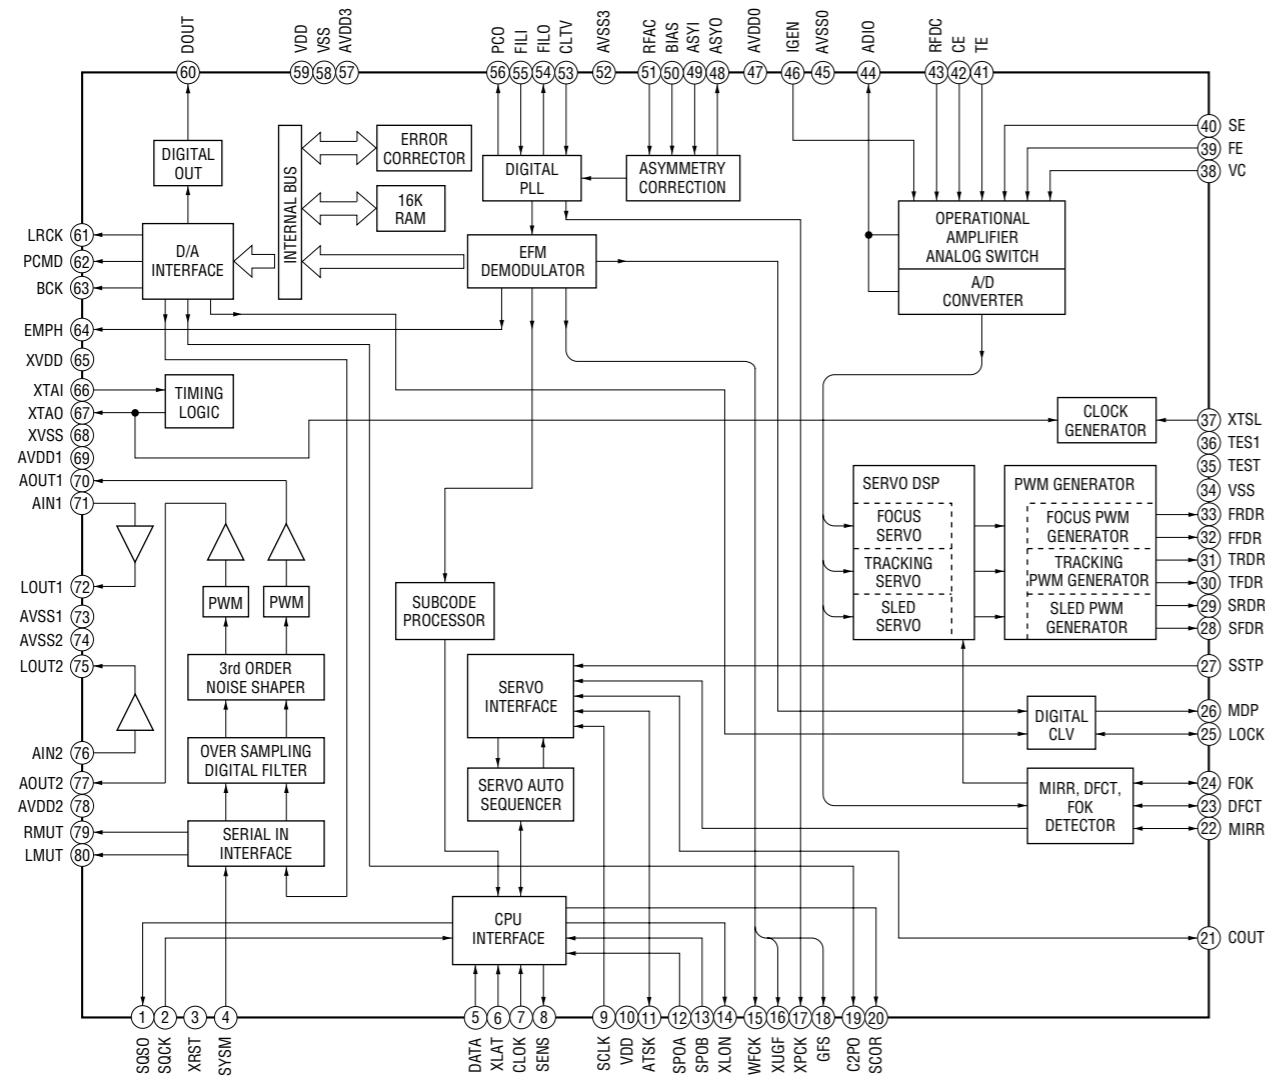 DOUT
VDD
VSS
AVDD3
PCO
FILI
FILO
CLTV
AVSS3
RFAC
BIAS
ASYI
ASYO
AVDD0
IGEN
AVSS0
ADIO
RFDC
CE
TE
60
59
58
57
56
55
54
53
52
51
50
49
48
47
46
45
44
43
42
41
40 SE
39 FE
38 VC
DIGITAL
OUT
INTERNAL BUS
ERROR
CORRECTOR
16K
RAM
DIGITAL
PLL
ASYMMETRY
CORRECTION
OPERATIONAL
AMPLIFIER
ANALOG SWITCH
A/D
CONVERTER
D/A
INTERFACE
EFM
DEMODULATOR
LRCK 61
PCMD 62
BCK 63
EMPH 64
XVDD 65
XTAI 66
XTAO 67
XVSS 68
AVDD1 69
AOUT1 70
AIN1 71
LOUT1 72
AVSS1 73
AVSS2 74
LOUT2 75
AIN2 76
AOUT2 77
AVDD2 78
RMUT 79
LMUT 80
TIMING
LOGIC
CLOCK
GENERATOR
37 XTSL
36 TES1
35 TEST
34 VSS
33 FRDR
32 FFDR
31 TRDR
30 TFDR
29 SRDR
28 SFDR
27 SSTP
26 MDP
25 LOCK
24 FOK
23 DFCT
22 MIRR
21 COUT
SERVO DSP
FOCUS
SERVO
TRACKING
SERVO
SLED
SERVO
PWM GENERATOR
FOCUS PWM
GENERATOR
TRACKING
PWM GENERATOR
SLED PWM
GENERATOR
PWM
PWM
SUBCODE
PROCESSOR
3rd ORDER
NOISE SHAPER
SERVO
INTERFACE
DIGITAL
CLV
OVER SAMPLING
DIGITAL FILTER
SERVO AUTO
SEQUENCER
MIRR, DFCT,
FOK
DETECTOR
SERIAL IN
INTERFACE
CPU
INTERFACE
1
2
3
4
5
6
7
8
9
10
11
12
13
14
15
16
17
18
19
20
SQSO
SQCK
XRST
SYSM
DATA
XLAT
CLOK
SENS
SCLK
VDD
ATSK
SPOA
SPOB
XLON
WFCK
XUGF
XPCK
GFS
C2PO
SCOR